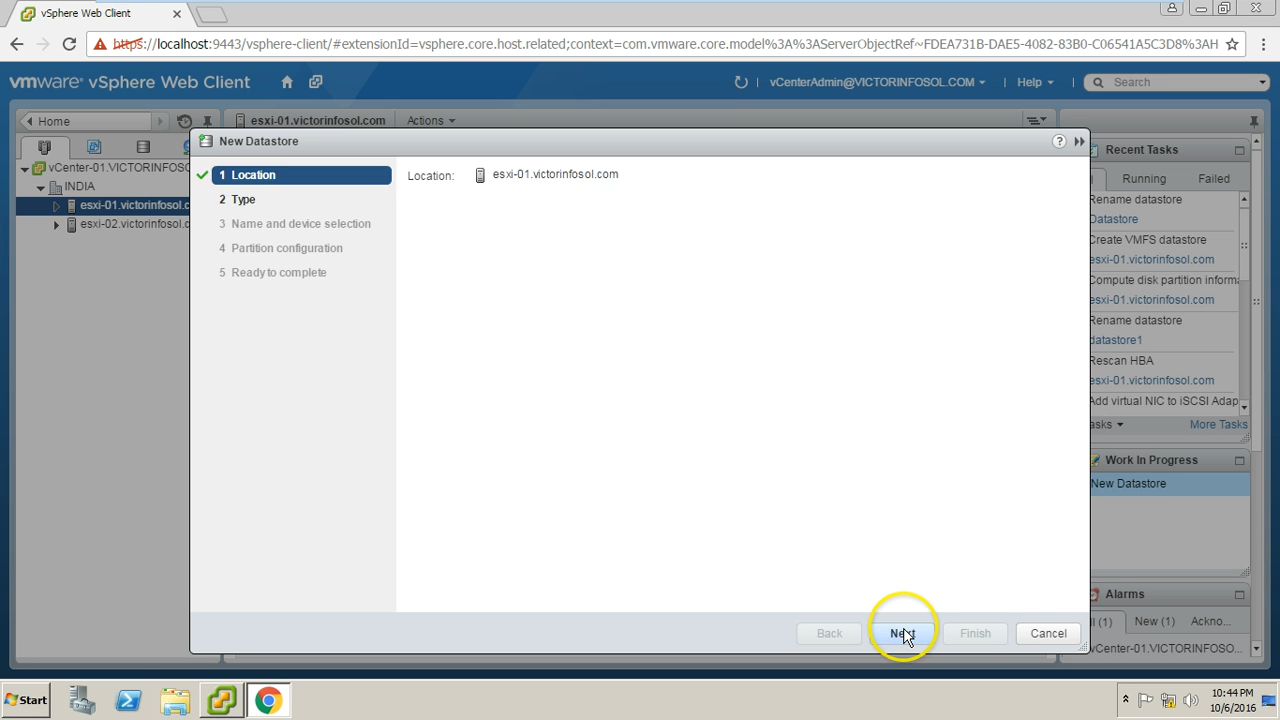 vSphere Web Client
https://localhost:9443/vsphere-client/#extensionId=vsphere.core.host.related;context=com.vmware.core.model%3A%3AServerObjectRef~FDEA731B-DAE5-4082-83B0-C06541A5C3D8%3AH
vmware vSphere Web Client
vCenterAdmin@VICTORINFOSOL.COM
Help
Search
Home
esxi-01.victorinfosol.com
Actions
vCenter-01.VICTORINFOSO
INDIA
esxi-01.victorinfosol.c
esxi-02.victorinfosol.c
New Datastore
1 Location
2 Type
3 Name and device selection
4 Partition configuration
5 Ready to complete
Location: esxi-01.victorinfosol.com
Back
Next
Finish
Cancel
Recent Tasks
Running
Failed
Rename datastore
Datastore
Create VMFS datastore
esxi-01.victorinfosol.com
Compute disk partition informa
esxi-01.victorinfosol.com
Rename datastore
datastore1
Rescan HBA
esxi-01.victorinfosol.com
Add virtual NIC to iSCSI Adap
asks
More Tasks
Work In Progress
New Datastore
Alarms
(1)
New (1)
Ackno...
vCenter-01.VICTORINFOSO...
Start
10:44 PM
10/6/2016